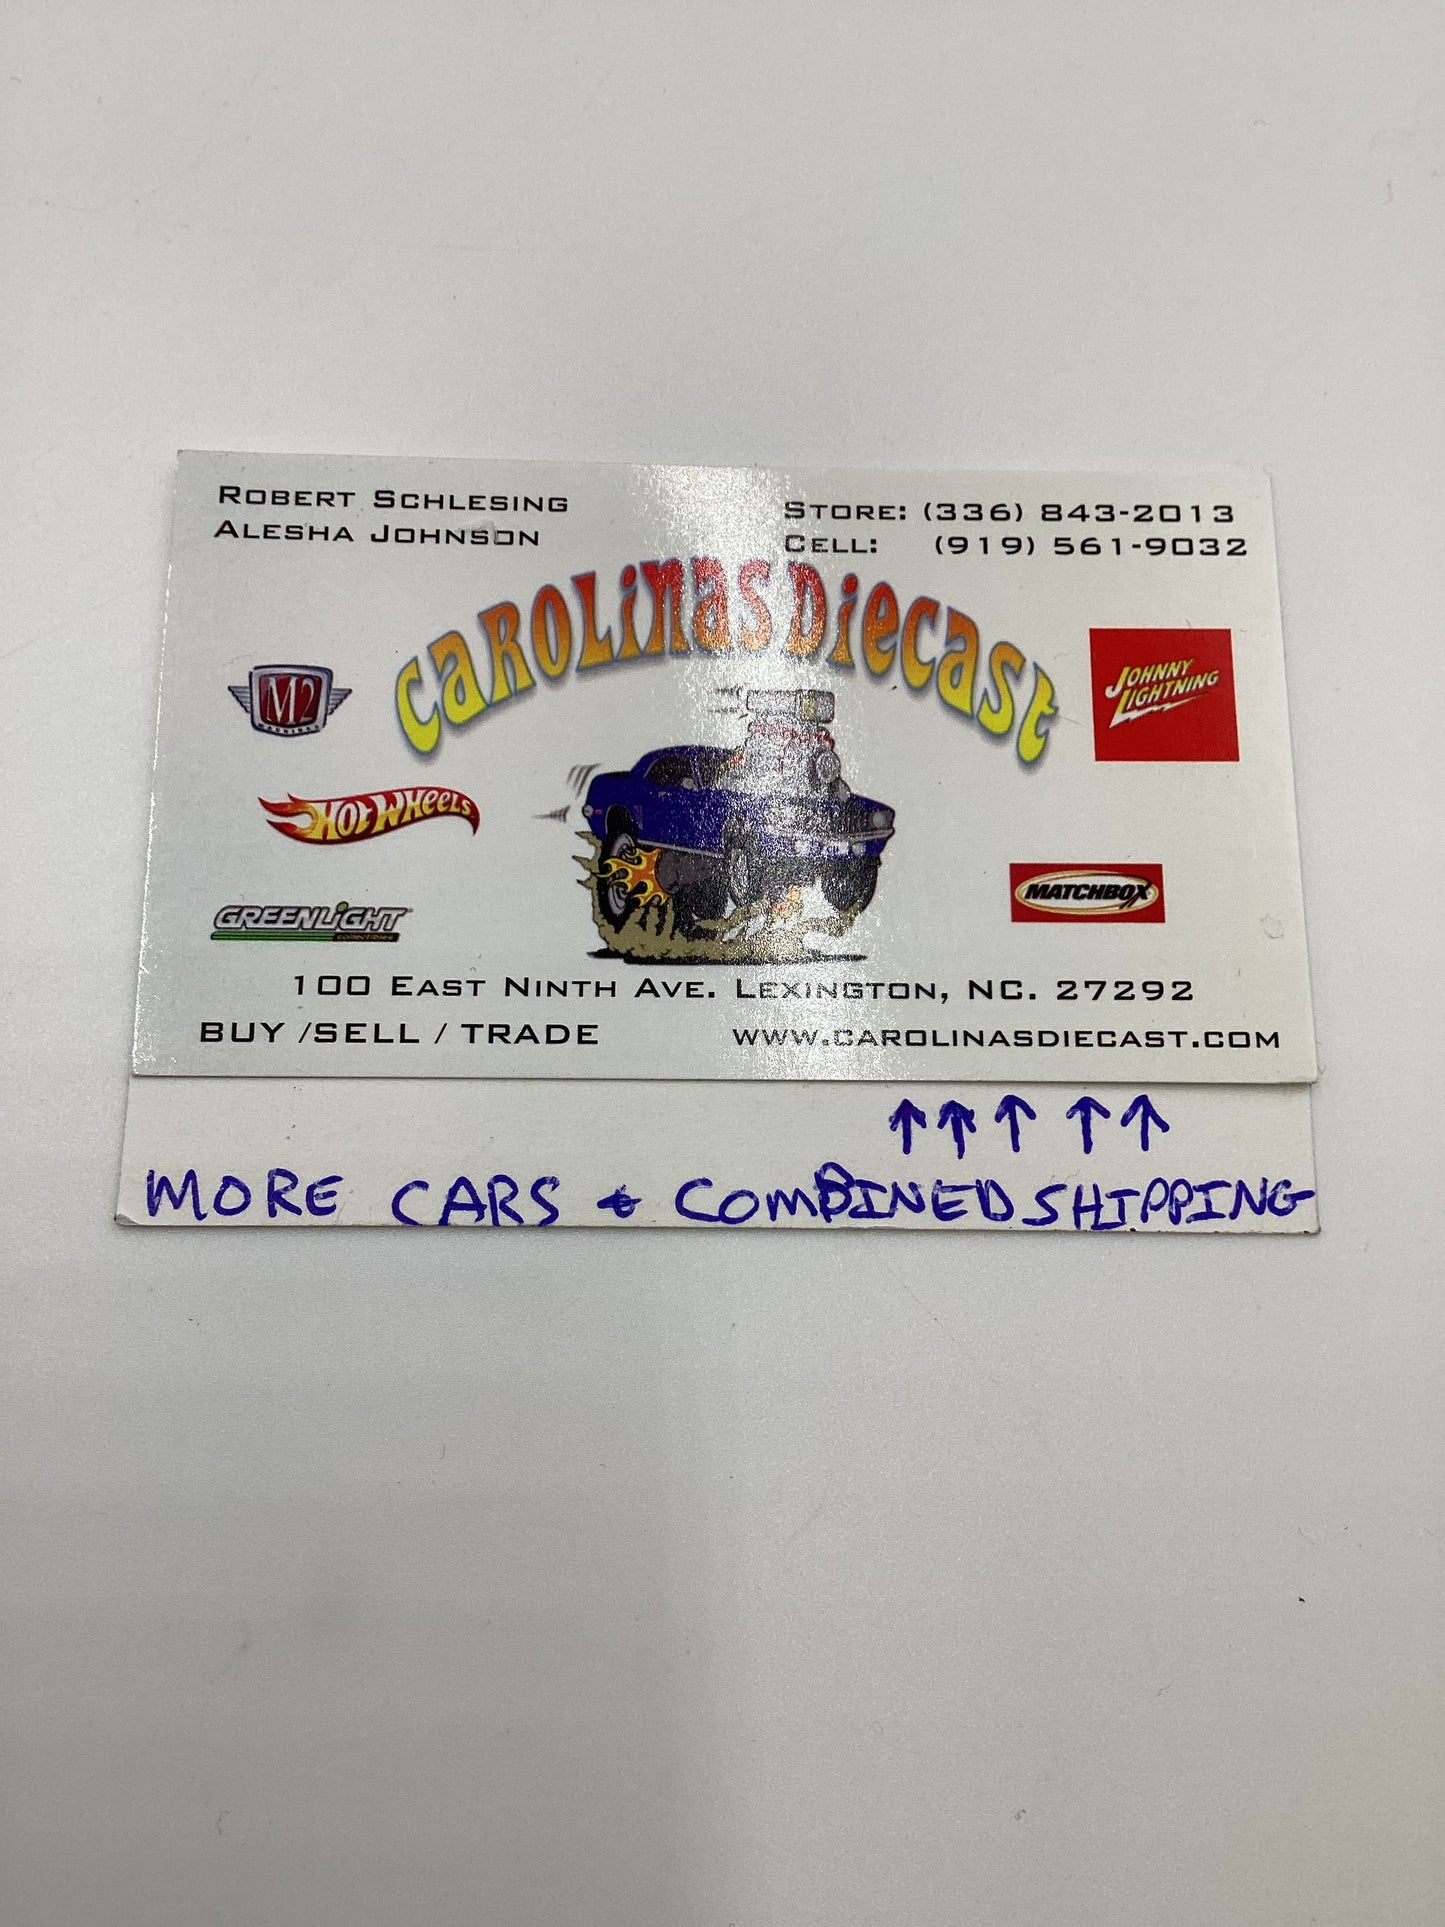 ROBERT SCHLESING
ALESHA JOHNSON
STORE: (336) 843-2013
CELL: (919) 561-9032
CAROLiNAS DiECAST
M2
MACHINES
JOHNNY
LIGHTNING
HOT WHEELS
MATCHBOX
GREENLiGHT
collectibles
100 EAST NINTH AVE. LEXINGTON, NC. 27292
BUY /SELL / TRADE
WWW.CAROLINASDIECAST.COM
↑↑↑ ↑↑
MORE CARS & COMBINED SHIPPING